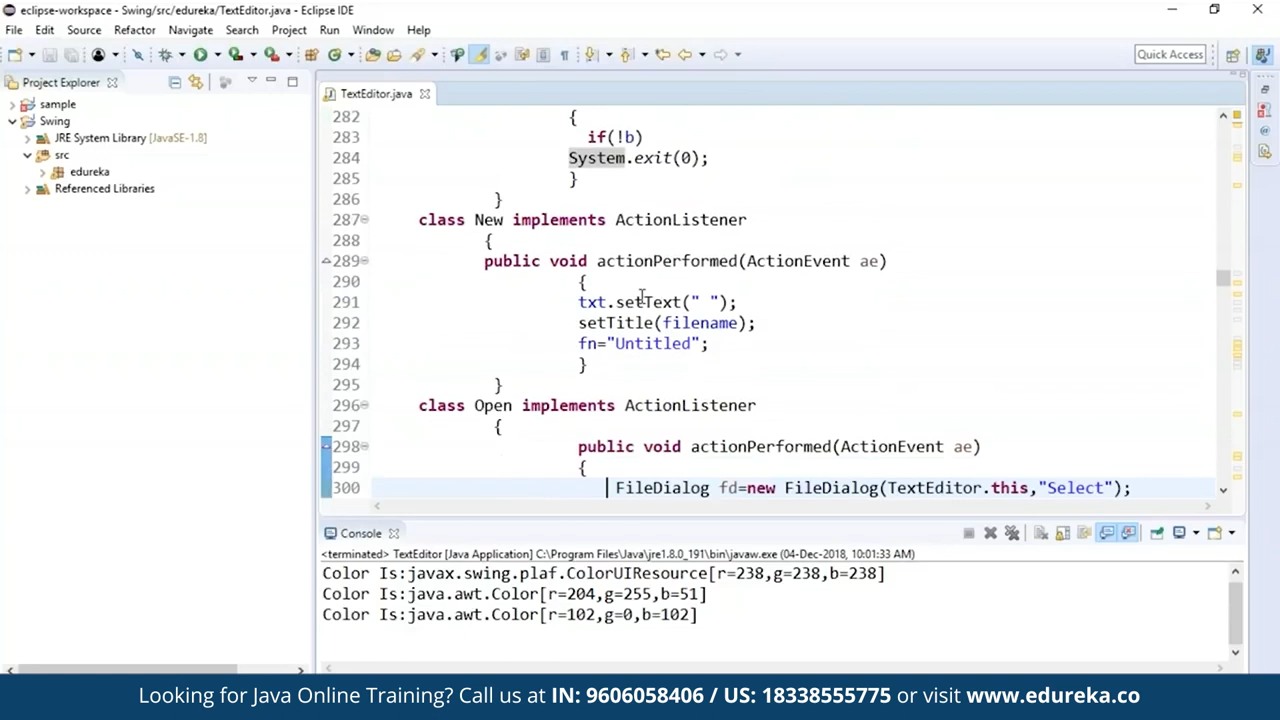 eclipse-workspace - Swing/src/edureka/TextEditor.java - Eclipse IDE
File Edit Source Refactor Navigate Search Project Run Window Help
Quick Access
Project Explorer
TextEditor.java
sample
Swing
JRE System Library [JavaSE-1.8]
src
edureka
Referenced Libraries
282 {
283 if(!b)
284 System.exit(0);
285 }
286 }
287 class New implements ActionListener
288 {
289 public void actionPerformed(ActionEvent ae)
290 {
291 txt.setText(" ");
292 setTitle(filename);
293 fn="Untitled";
294 }
295 }
296 class Open implements ActionListener
297 {
298 public void actionPerformed(ActionEvent ae)
299 {
300 FileDialog fd=new FileDialog(TextEditor.this,"Select");
Console
<terminated> TextEditor [Java Application] C:\Program Files\Java\jre1.8.0_191\bin\javaw.exe (04-Dec-2018, 10:01:33 AM)
Color Is:javax.swing.plaf.ColorUIResource[r=238,g=238,b=238]
Color Is:java.awt.Color[r=204,g=255,b=51]
Color Is:java.awt.Color[r=102,g=0,b=102]
Looking for Java Online Training? Call us at IN: 9606058406 / US: 18338555775 or visit www.edureka.co